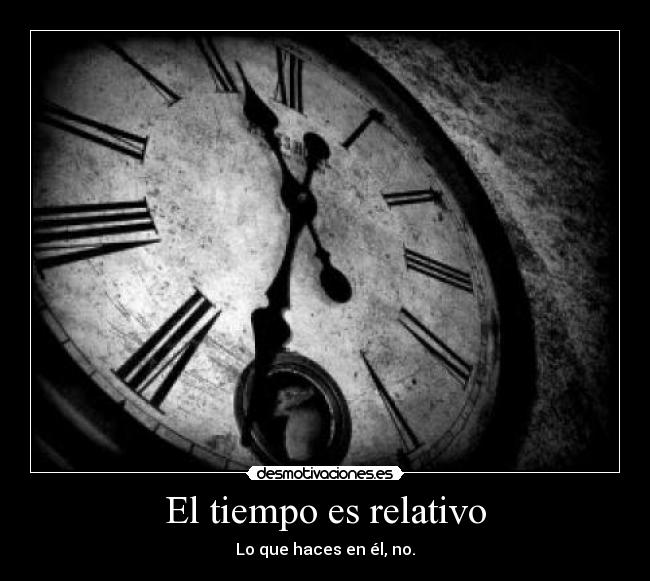 desmotivaciones.es
El tiempo es relativo
Lo que haces en él, no.